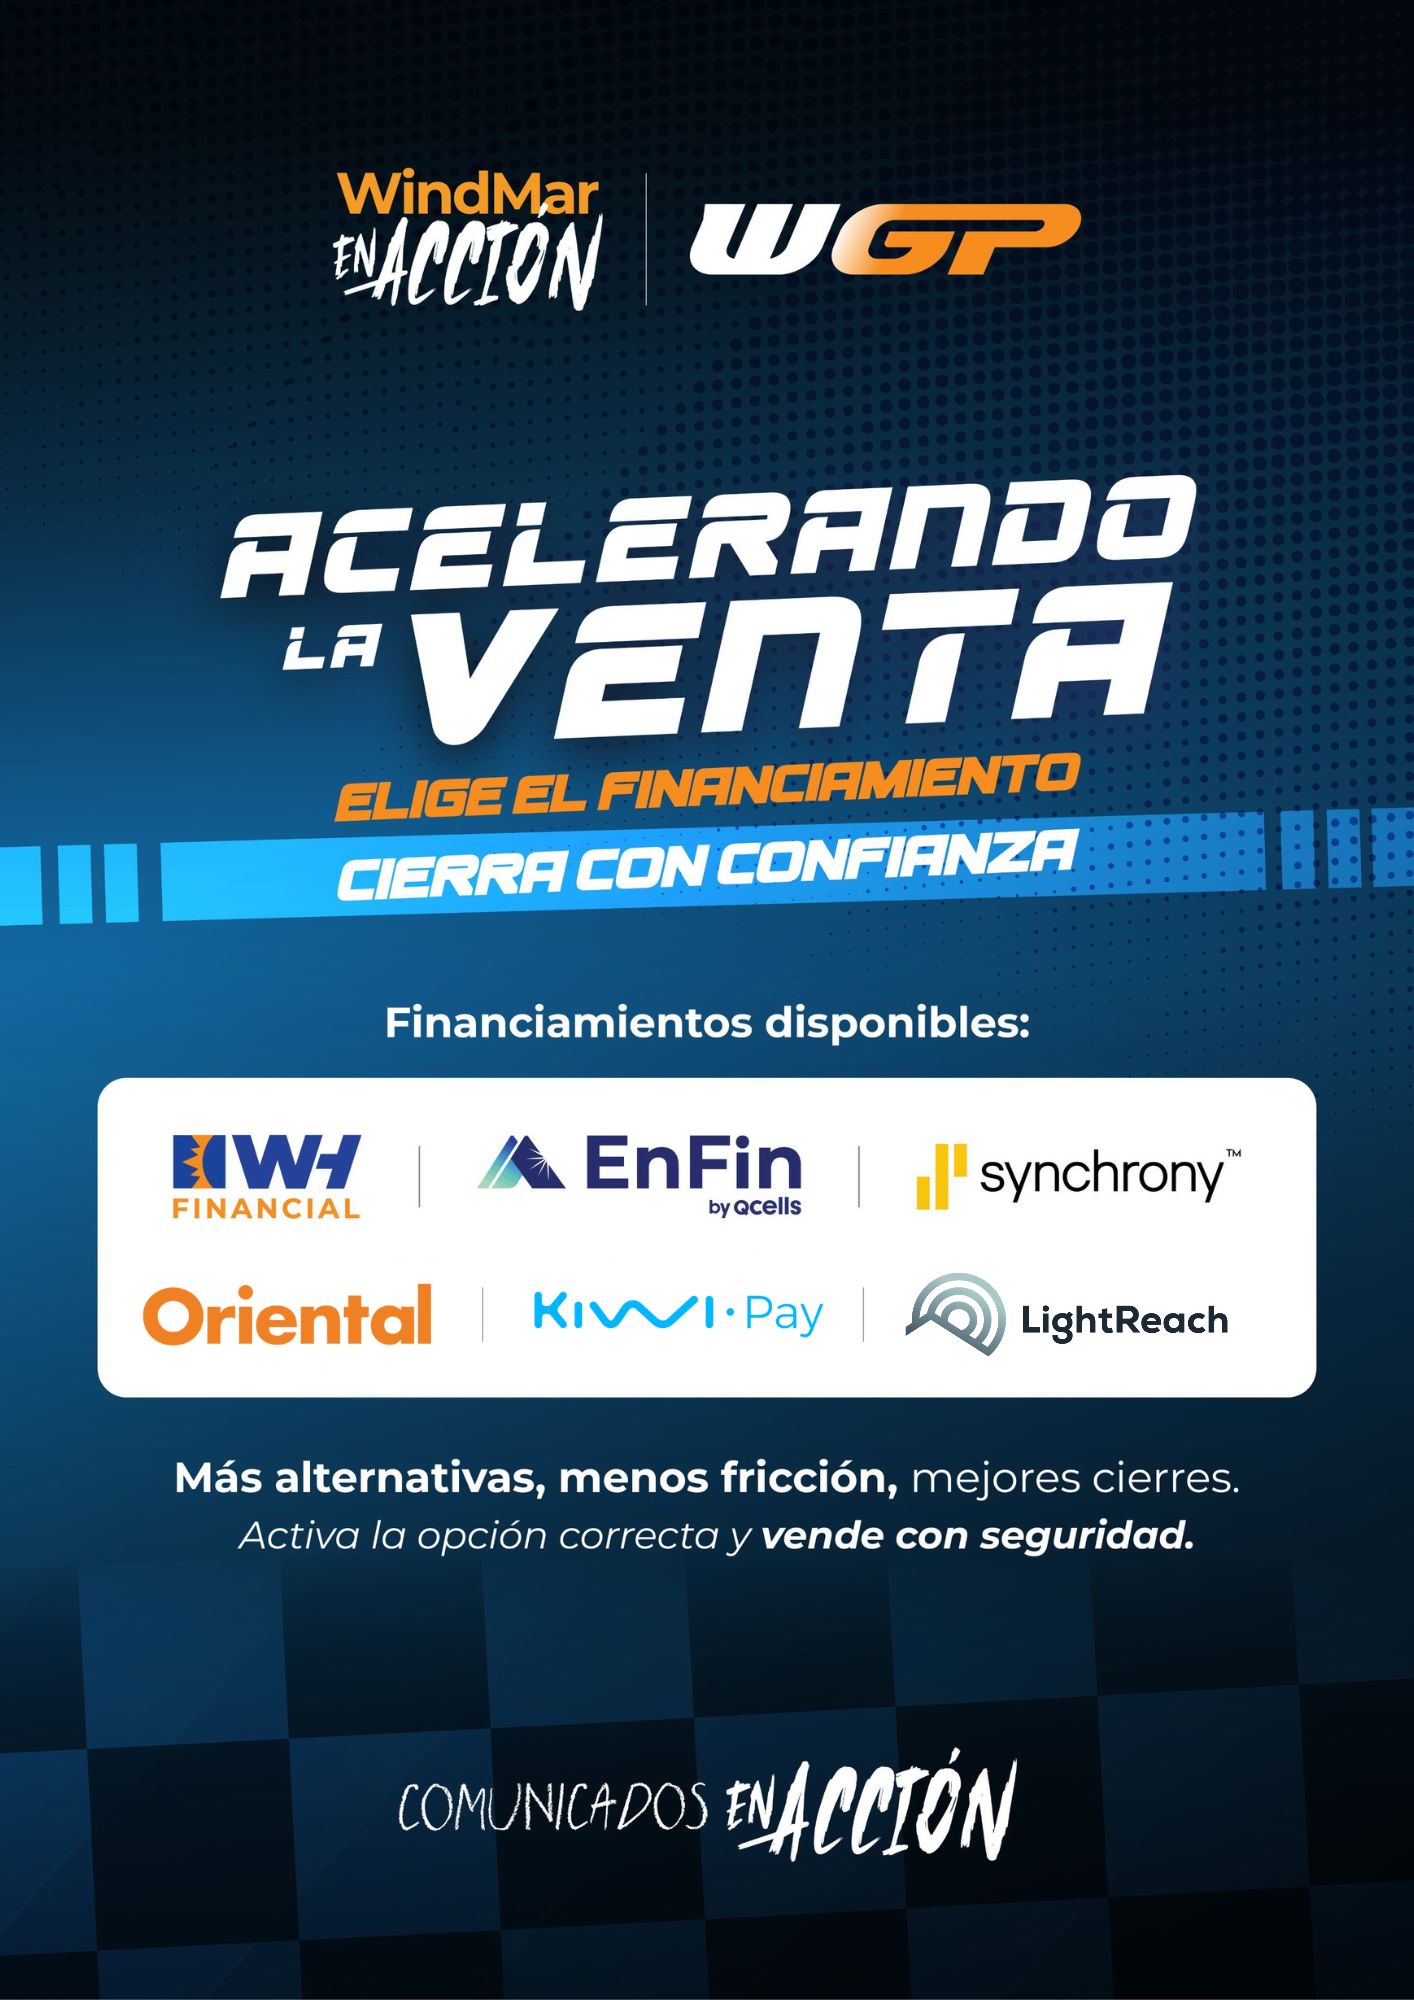 WindMar
EN ACCIÓN
WGP
ACELERANDO
LA VENTA
ELIGE EL FINANCIAMIENTO
CIERRA CON CONFIANZA
Financiamientos disponibles:
WH
FINANCIAL
EnFin
by Qcells
synchrony™
Oriental
KIWI·Pay
LightReach
Más alternativas, menos fricción, mejores cierres.
Activa la opción correcta y vende con seguridad.
COMUNICADOS EN ACCIÓN